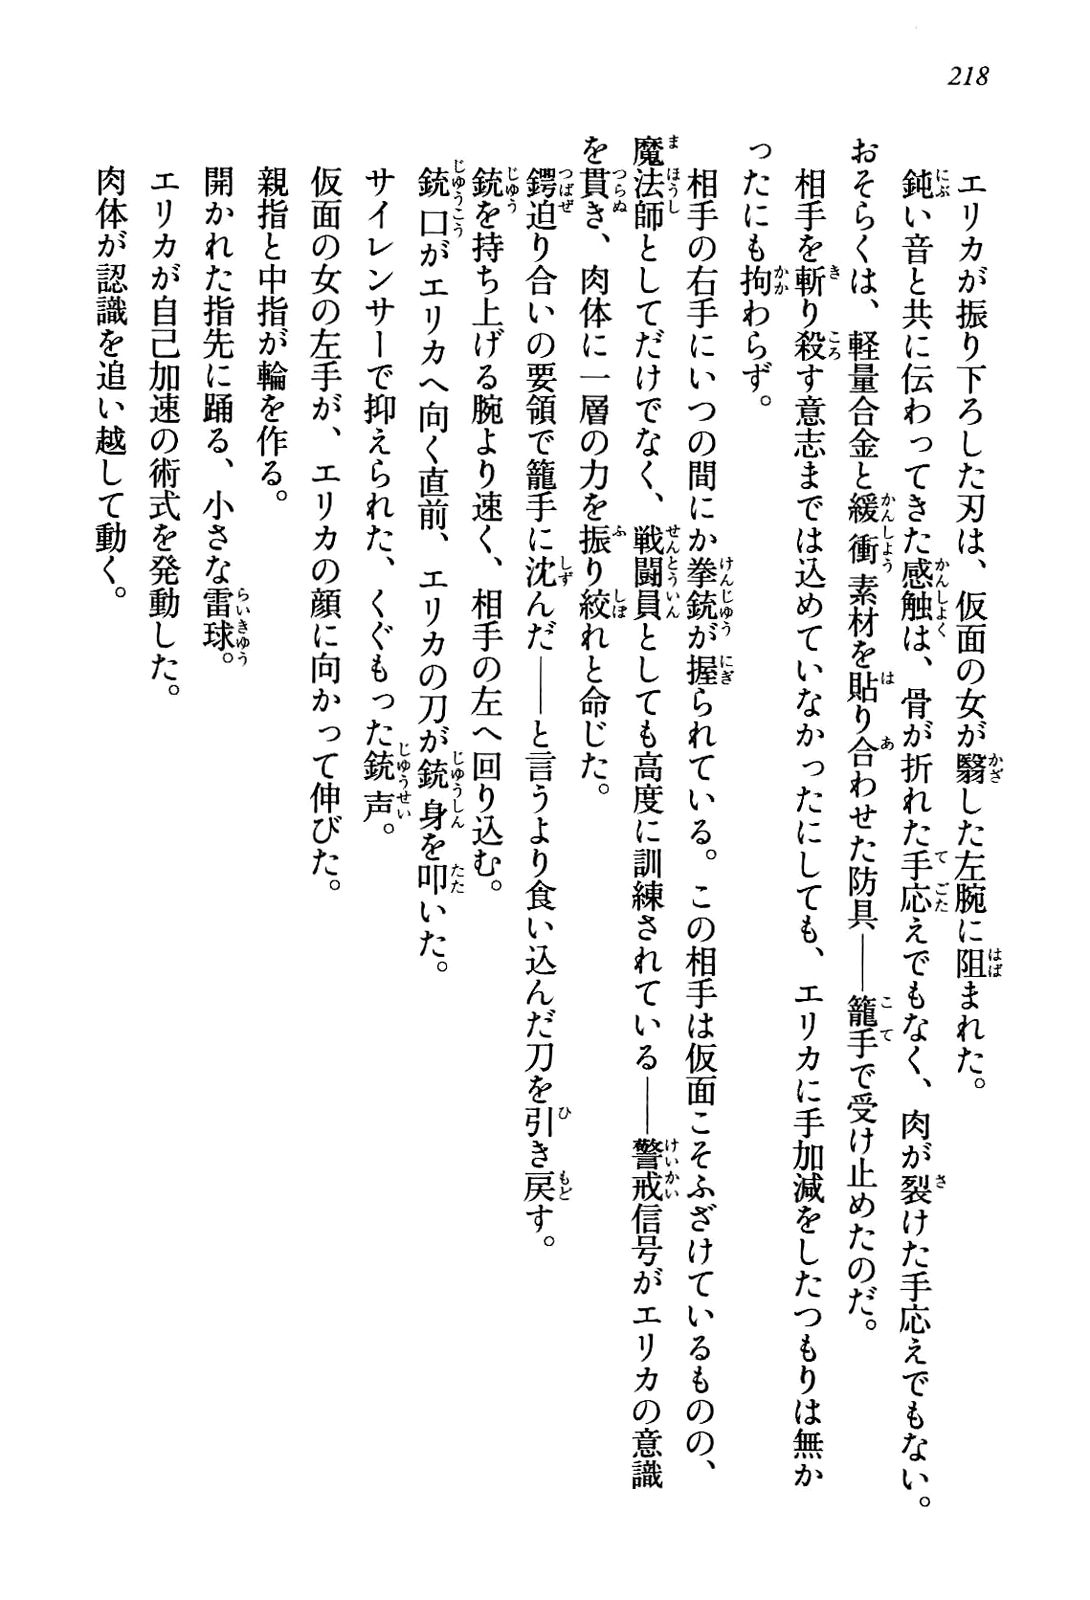 218
エリカが振り下ろした刃は、仮面の女が翳した左腕に阻まれた。
鈍い音と共に伝わってきた感触は、骨が折れた手応えでもなく、肉が裂けた手応えでもない。
おそらくは、軽量合金と緩衝素材を貼り合わせた防具――籠手で受け止めたのだ。
相手を斬り殺す意志までは込めていなかったにしても、エリカに手加減をしたつもりは無か
ったにも拘わらず。
相手の右手にいつの間にか拳銃が握られている。この相手は仮面こそふざけているものの、
魔法師としてだけでなく、戦闘員としても高度に訓練されている――警戒信号がエリカの意識
を貫き、肉体に一層の力を振り絞れと命じた。
鍔迫り合いの要領で籠手に沈んだ――と言うより食い込んだ刀を引き戻す。
銃を持ち上げる腕より速く、相手の左へ回り込む。
銃口がエリカへ向く直前、エリカの刀が銃身を叩いた。
サイレンサーで抑えられた、くぐもった銃声。
仮面の女の左手が、エリカの顔に向かって伸びた。
親指と中指が輪を作る。
開かれた指先に踊る、小さな雷球。
エリカが自己加速の術式を発動した。
肉体が認識を追い越して動く。